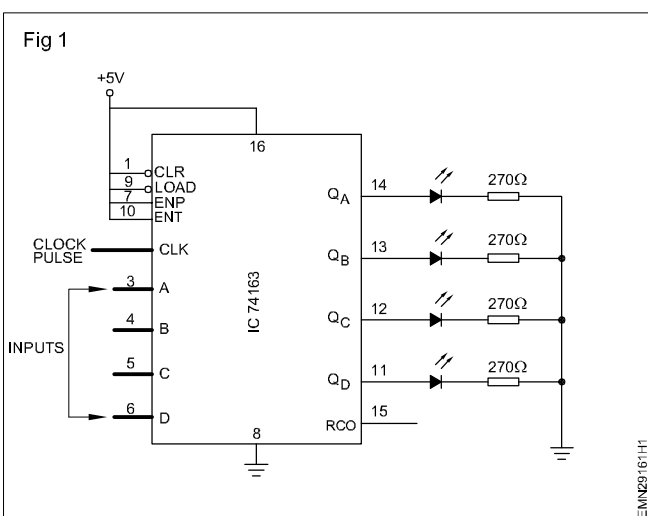 Fig 1
+5V
16
1 CLR
9 LOAD
7 ENP
10 ENT
CLOCK
PULSE
CLK
3 A
4 B
INPUTS
5 C
6 D
8
IC 74163
QA 14 270Ω
QB 13 270Ω
QC 12 270Ω
QD 11 270Ω
RCO 15
EMN29161H1